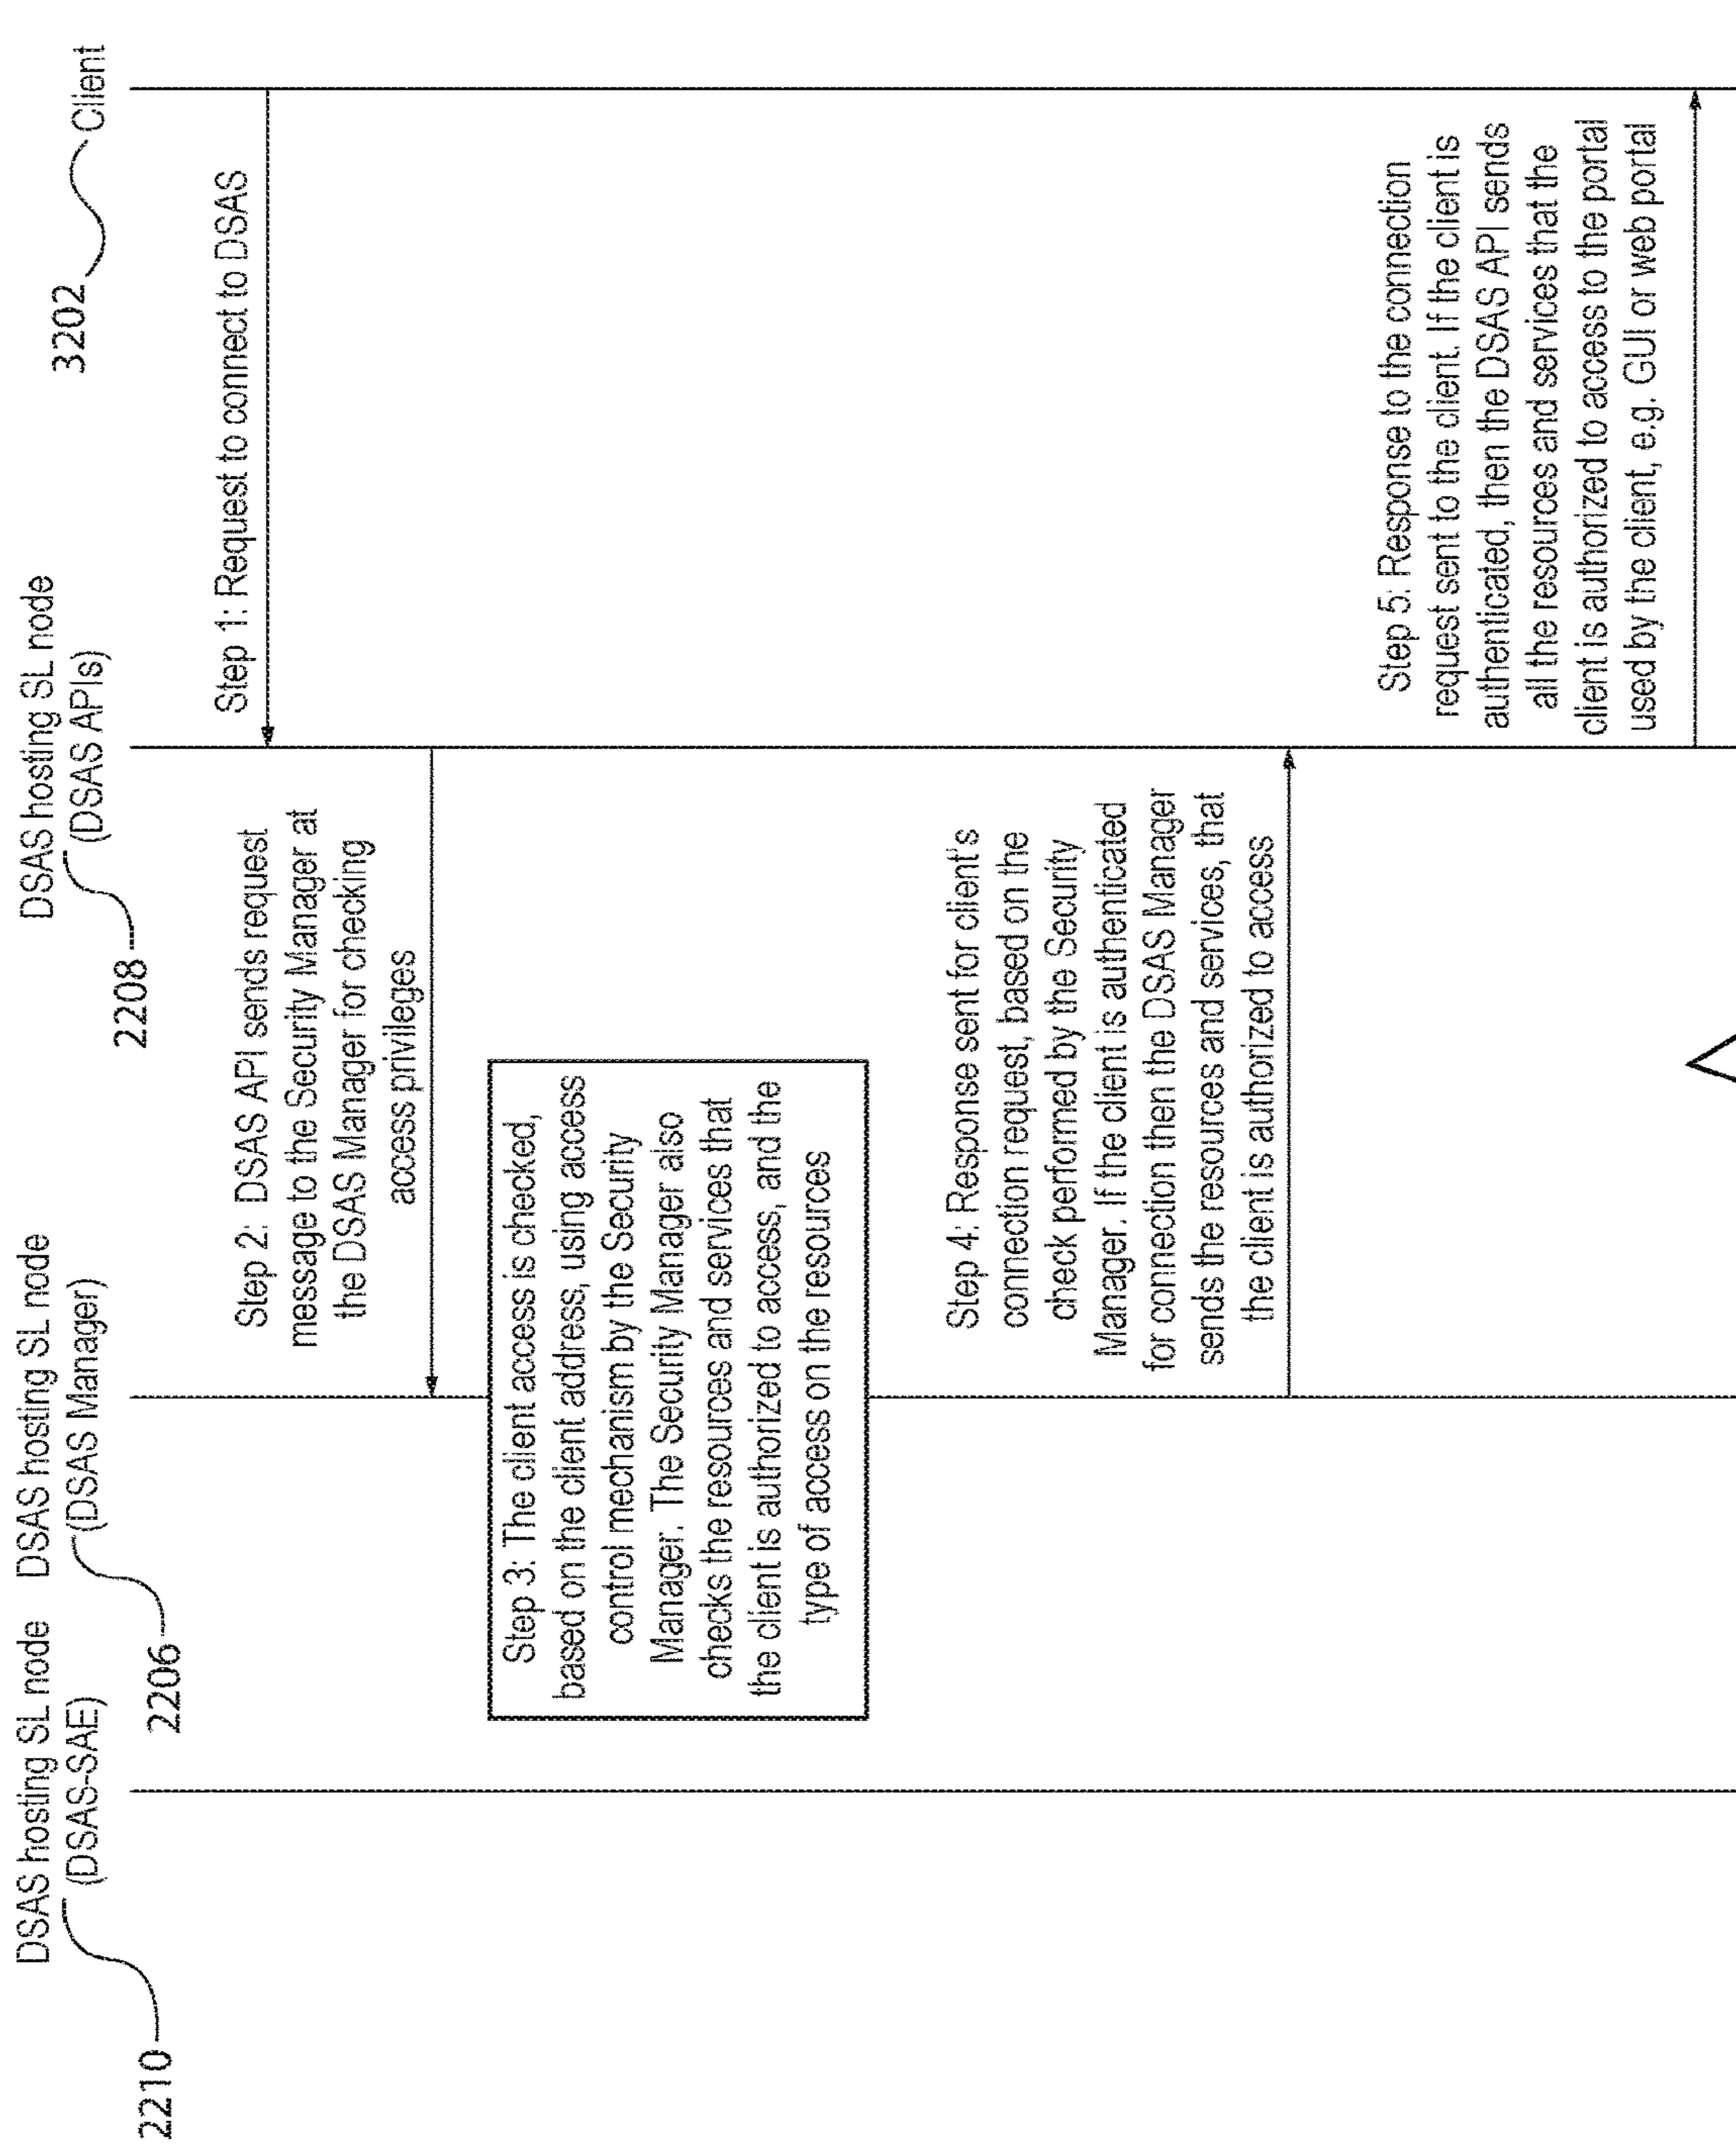 2210
DSAS hosting SL node
(DSAS-SAE)
2206
DSAS hosting SL node
(DSAS Manager)
2208
DSAS hosting SL node
(DSAS APIs)
3202
Client
Step 1: Request to connect to DSAS
Step 2: DSAS API sends request
message to the Security Manager at
the DSAS Manager for checking
access privileges
Step 3: The client access is checked,
based on the client address, using access
control mechanism by the Security
Manager. The Security Manager also
checks the resources and services that
the client is authorized to access, and the
type of access on the resources
Step 4: Response sent for client's
connection request, based on the
check performed by the Security
Manager. If the client is authenticated
for connection then the DSAS Manager
sends the resources and services, that
the client is authorized to access
Step 5: Response to the connection
request sent to the client. If the client is
authenticated, then the DSAS API sends
all the resources and services that the
client is authorized to access to the portal
used by the client, e.g. GUI or web portal